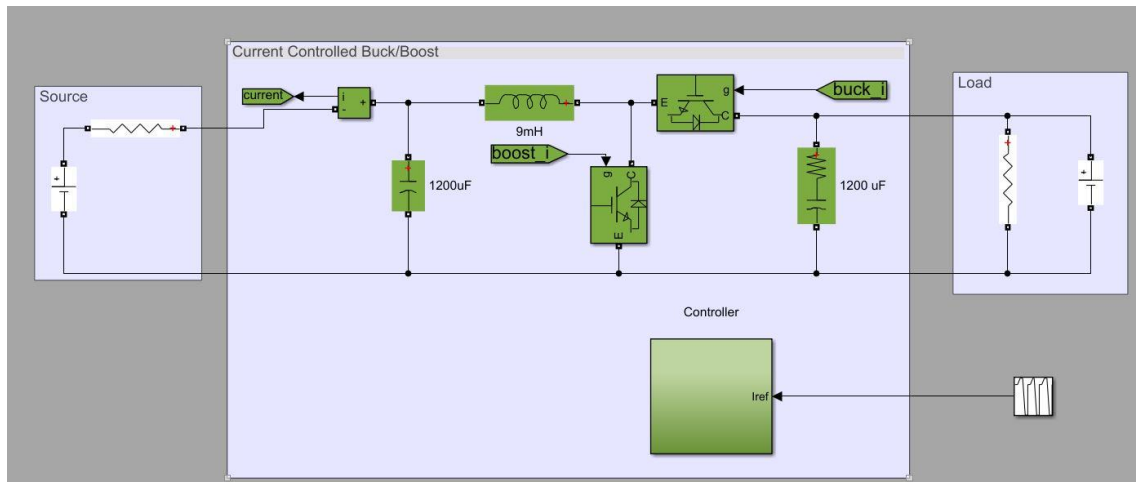 Current Controlled Buck/Boost
Source
Load
current
i
-
+
9mH
boost_i
E
g
C
buck_i
g
C
E
1200uF
1200 uF
+
+
Controller
Iref